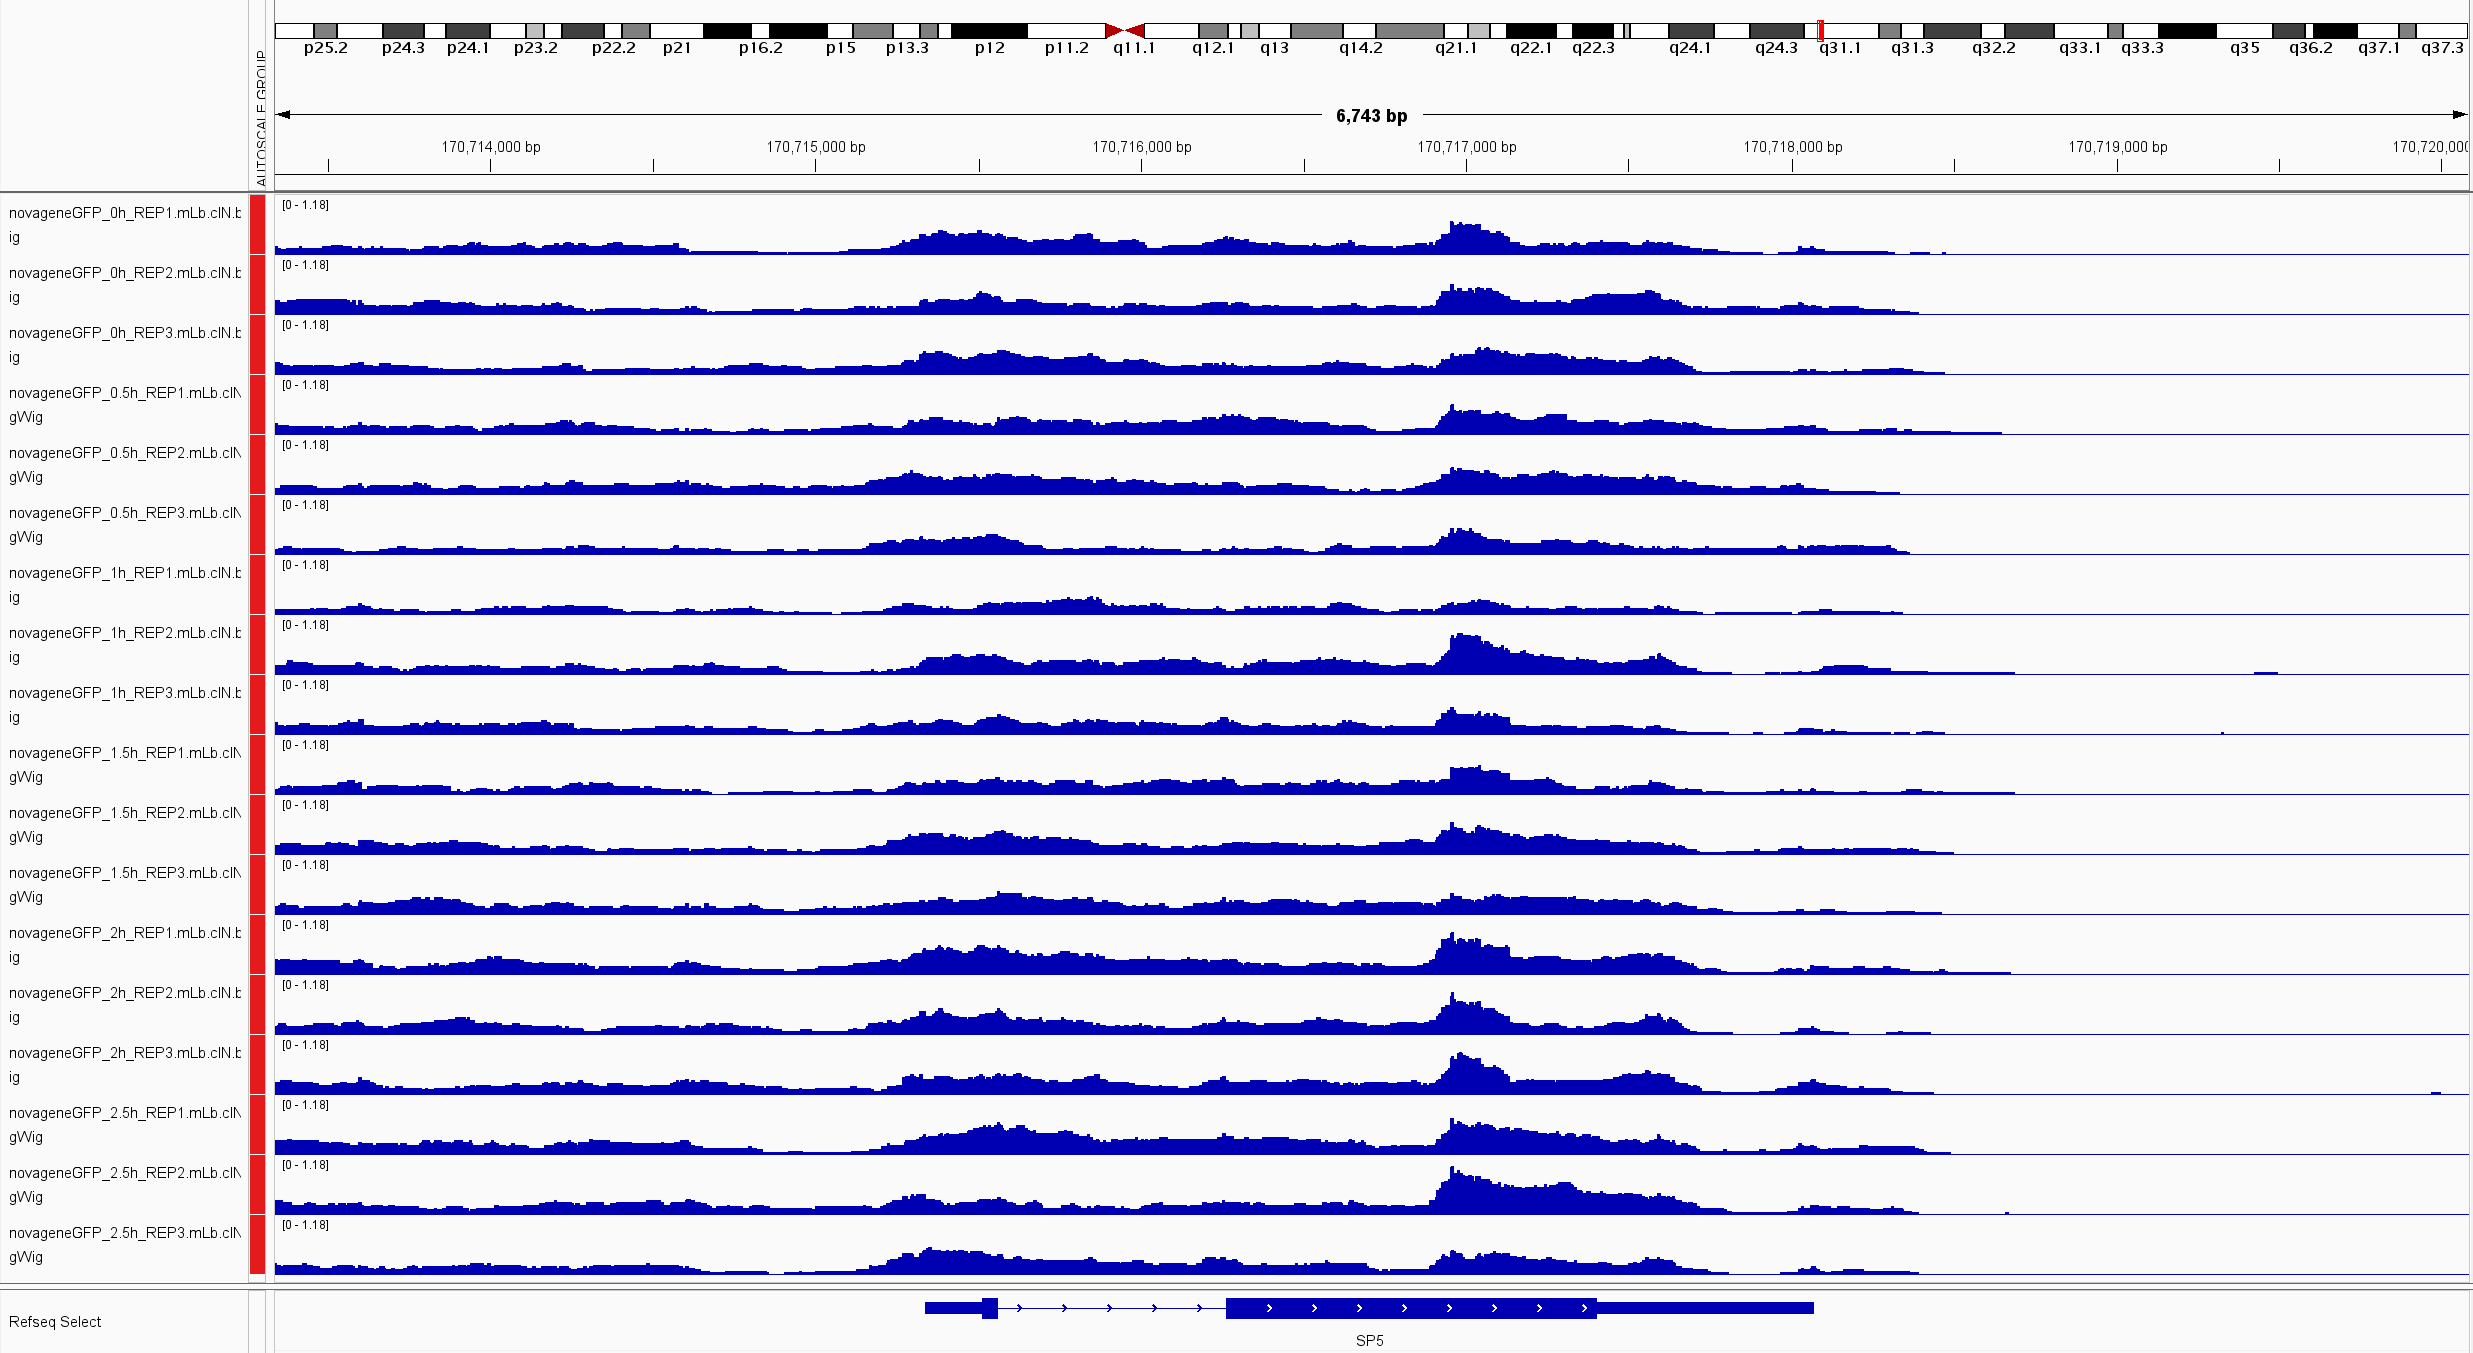 p25.2 p24.3 p24.1 p23.2 p22.2 p21 p16.2 p15 p13.3 p12 p11.2 q11.1 q12.1 q13 q14.2 q21.1 q22.1 q22.3 q24.1 q24.3 q31.1 q31.3 q32.2 q33.1 q33.3 q35 q36.2 q37.1 q37.3
AUTOSCALE GROUP
6,743 bp
170,714,000 bp 170,715,000 bp 170,716,000 bp 170,717,000 bp 170,718,000 bp 170,719,000 bp 170,720,000
[0 - 1.18]
novageneGFP_0h_REP1.mLb.clN.b
ig
[0 - 1.18]
novageneGFP_0h_REP2.mLb.clN.b
ig
[0 - 1.18]
novageneGFP_0h_REP3.mLb.clN.b
ig
[0 - 1.18]
novageneGFP_0.5h_REP1.mLb.clN
gWig
[0 - 1.18]
novageneGFP_0.5h_REP2.mLb.clN
gWig
[0 - 1.18]
novageneGFP_0.5h_REP3.mLb.clN
gWig
[0 - 1.18]
novageneGFP_1h_REP1.mLb.clN.b
ig
[0 - 1.18]
novageneGFP_1h_REP2.mLb.clN.b
ig
[0 - 1.18]
novageneGFP_1h_REP3.mLb.clN.b
ig
[0 - 1.18]
novageneGFP_1.5h_REP1.mLb.clN
gWig
[0 - 1.18]
novageneGFP_1.5h_REP2.mLb.clN
gWig
[0 - 1.18]
novageneGFP_1.5h_REP3.mLb.clN
gWig
[0 - 1.18]
novageneGFP_2h_REP1.mLb.clN.b
ig
[0 - 1.18]
novageneGFP_2h_REP2.mLb.clN.b
ig
[0 - 1.18]
novageneGFP_2h_REP3.mLb.clN.b
ig
[0 - 1.18]
novageneGFP_2.5h_REP1.mLb.clN
gWig
[0 - 1.18]
novageneGFP_2.5h_REP2.mLb.clN
gWig
[0 - 1.18]
novageneGFP_2.5h_REP3.mLb.clN
gWig
Refseq Select
SP5